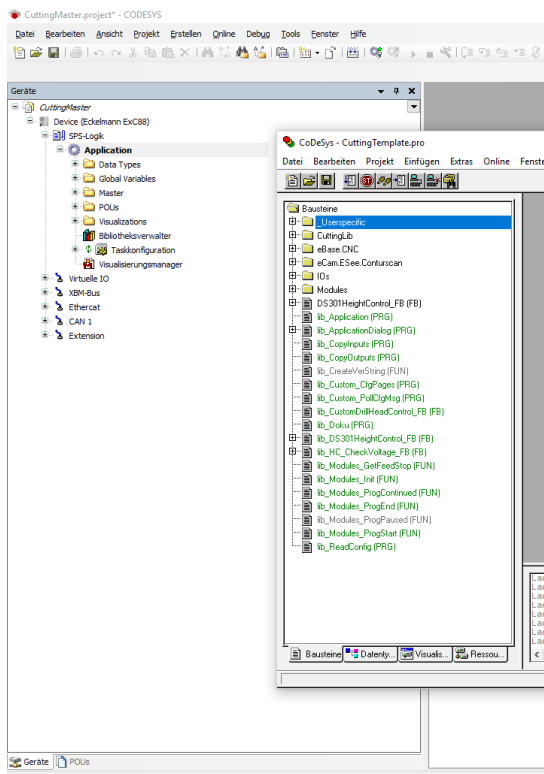 CuttingMaster.project* - CODESYS
Datei Bearbeiten Ansicht Projekt Erstellen Online Debug Tools Fenster Hilfe
Geräte
CuttingMaster
Device (Eckelmann ExC88)
SPS-Logik
Application
Data Types
Global Variables
Master
POUs
Visualizations
Bibliotheksverwalter
Taskkonfiguration
Visualisierungsmanager
Virtuelle IO
XBM-Bus
Ethercat
CAN 1
Extension
Geräte POUs
CoDeSys - CuttingTemplate.pro
Datei Bearbeiten Projekt Einfügen Extras Online Fenste
Bausteine
_Userspecific
CuttingLib
eBase.CNC
eCam.ESee.Conturscan
IOs
Modules
DS301HeightControl_FB (FB)
lib_Application (PRG)
lib_ApplicationDialog (PRG)
lib_CopyInputs (PRG)
lib_CopyOutputs (PRG)
lib_CreateVerString (FUN)
lib_Custom_CfgPages (PRG)
lib_Custom_PollCfgMsg (PRG)
lib_CustomDrillHeadControl_FB (FB)
lib_Doku (PRG)
lib_DS301HeightControl_FB (FB)
lib_HC_CheckVoltage_FB (FB)
lib_Modules_GetFeedStop (FUN)
lib_Modules_Init (FUN)
lib_Modules_ProgContinued (FUN)
lib_Modules_ProgEnd (FUN)
lib_Modules_ProgPaused (FUN)
lib_Modules_ProgStart (FUN)
lib_ReadConfig (PRG)
Bausteine Datenty... Visualis... Ressou...